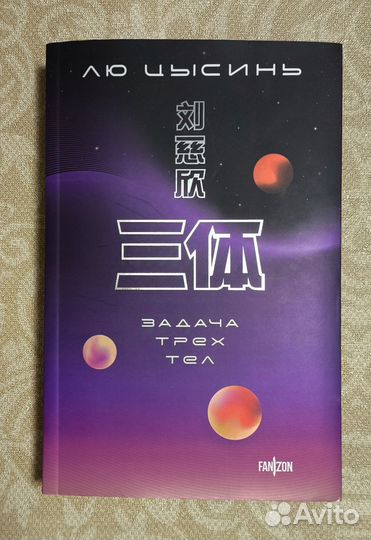 ЛЮ ЦЫСИНЬ
刘
慈
欣
三体
ЗАДАЧА
ТРЕХ
ТЕЛ
FANZON
Avito